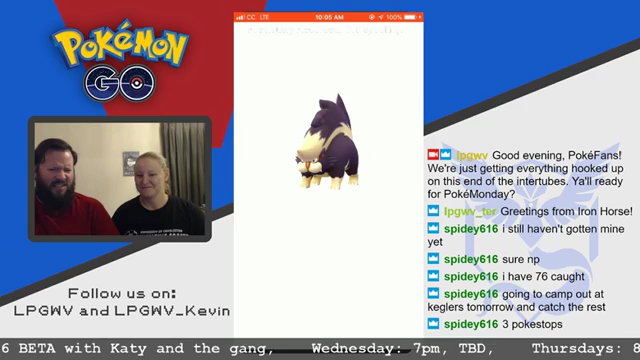 POKÉMON
GO
CC LTE
10:05 AM
100%
lpgwv Good evening, PokéFans!
We're just getting everything hooked up
on this end of the intertubes. Ya'll ready
for PokéMonday?
lpgwv_ter Greetings from Iron Horse!
spidey616 i still haven't gotten mine
yet
spidey616 sure np
spidey616 i have 76 caught
spidey616 going to camp out at
keglers tomorrow and catch the rest
spidey616 3 pokestops
Follow us on:
LPGWV and LPGWV_Kevin
6 BETA with Katy and the gang, Wednesday: 7pm, TBD, Thursdays: 8